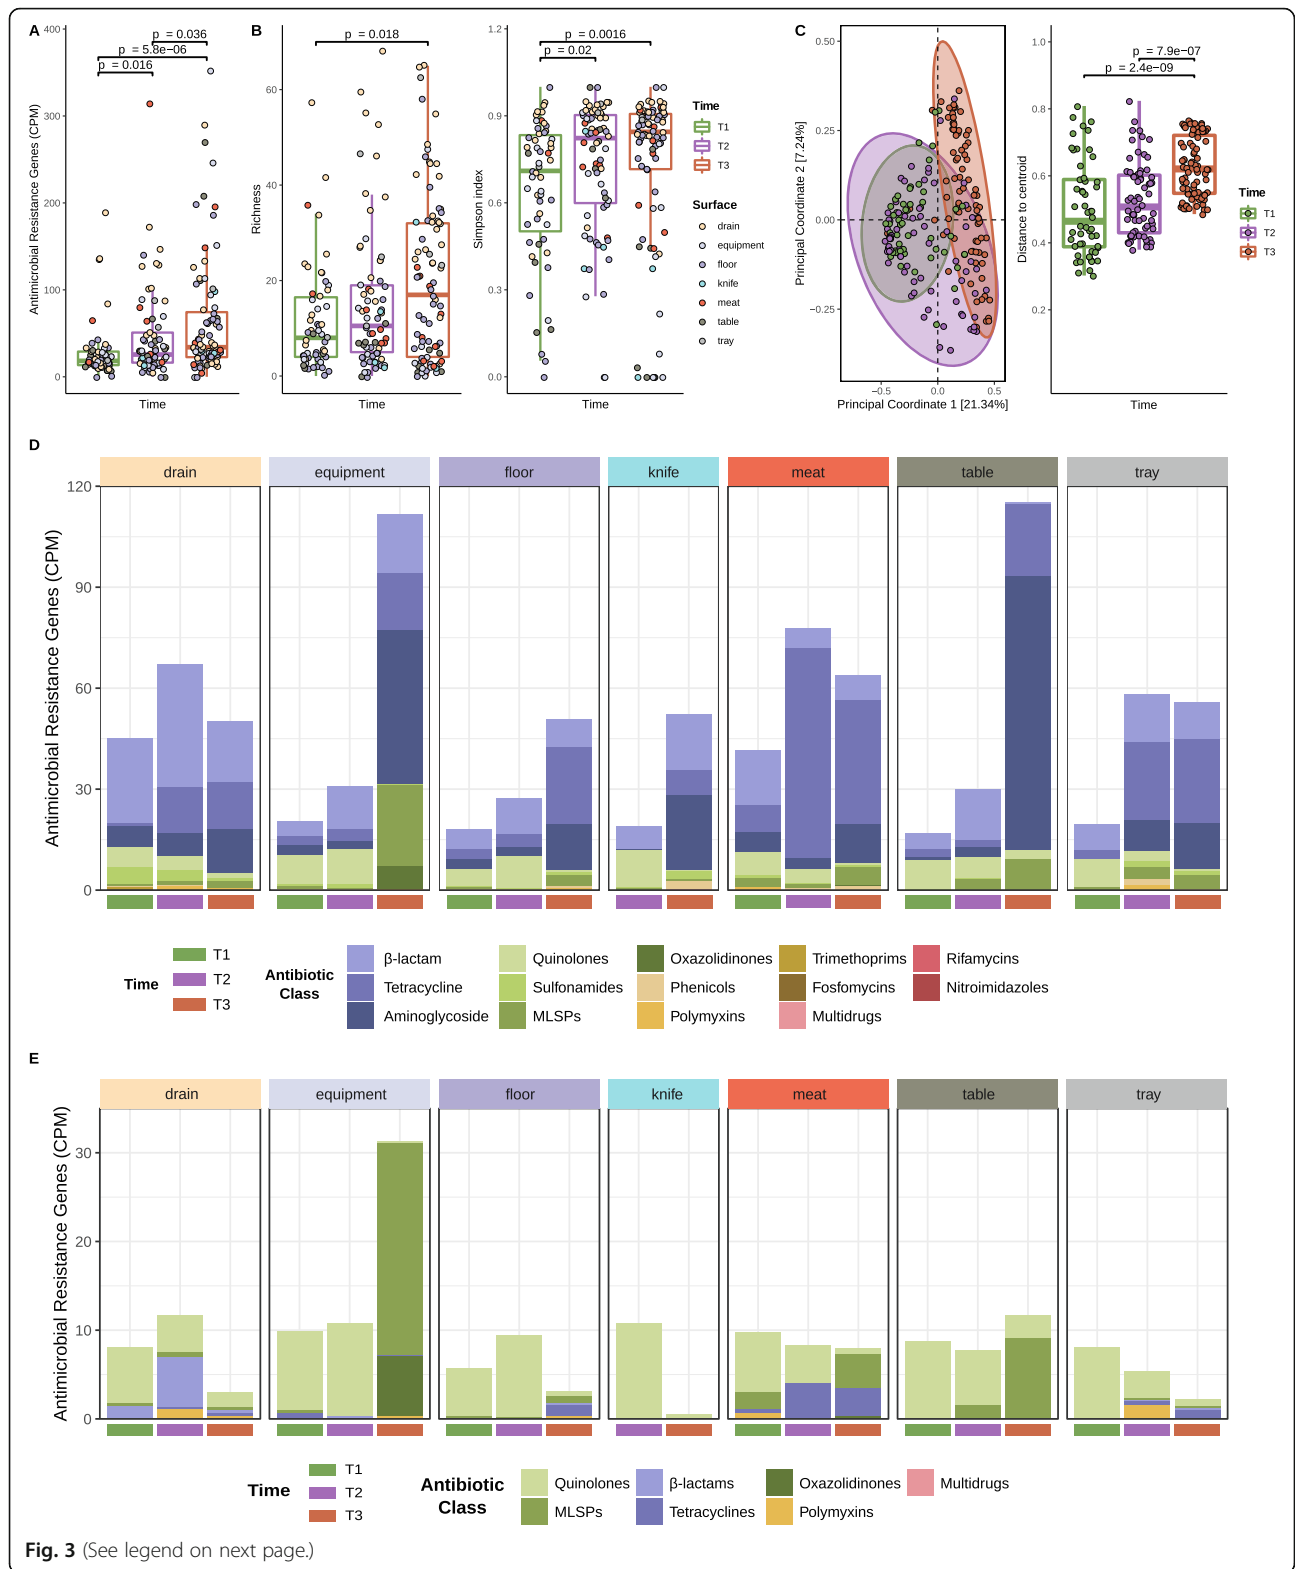 A
400
300
200
100
0
Antimicrobial Resistance Genes (CPM)
p = 0.036
p = 5.8e−06
p = 0.016
Time
B
60
40
20
0
Richness
p = 0.018
Time
1.2
0.9
0.6
0.3
0.0
Simpson index
p = 0.0016
p = 0.02
Time
Time
T1
T2
T3
Surface
drain
equipment
floor
knife
meat
table
tray
C
0.50
0.25
0.00
−0.25
Principal Coordinate 2 [7.24%]
−0.5
0.0
0.5
Principal Coordinate 1 [21.34%]
1.0
0.8
0.6
0.4
0.2
Distance to centroid
p = 7.9e−07
p = 2.4e−09
Time
Time
T1
T2
T3
D
drain
equipment
floor
knife
meat
table
tray
120
90
60
30
0
Antimicrobial Resistance Genes (CPM)
Time
T1
T2
T3
Antibiotic
Class
β-lactam
Tetracycline
Aminoglycoside
Quinolones
Sulfonamides
MLSPs
Oxazolidinones
Phenicols
Polymyxins
Trimethoprims
Fosfomycins
Multidrugs
Rifamycins
Nitroimidazoles
E
drain
equipment
floor
knife
meat
table
tray
30
20
10
0
Antimicrobial Resistance Genes (CPM)
Time
T1
T2
T3
Antibiotic
Class
Quinolones
MLSPs
β-lactams
Tetracyclines
Oxazolidinones
Polymyxins
Multidrugs
Fig. 3 (See legend on next page.)